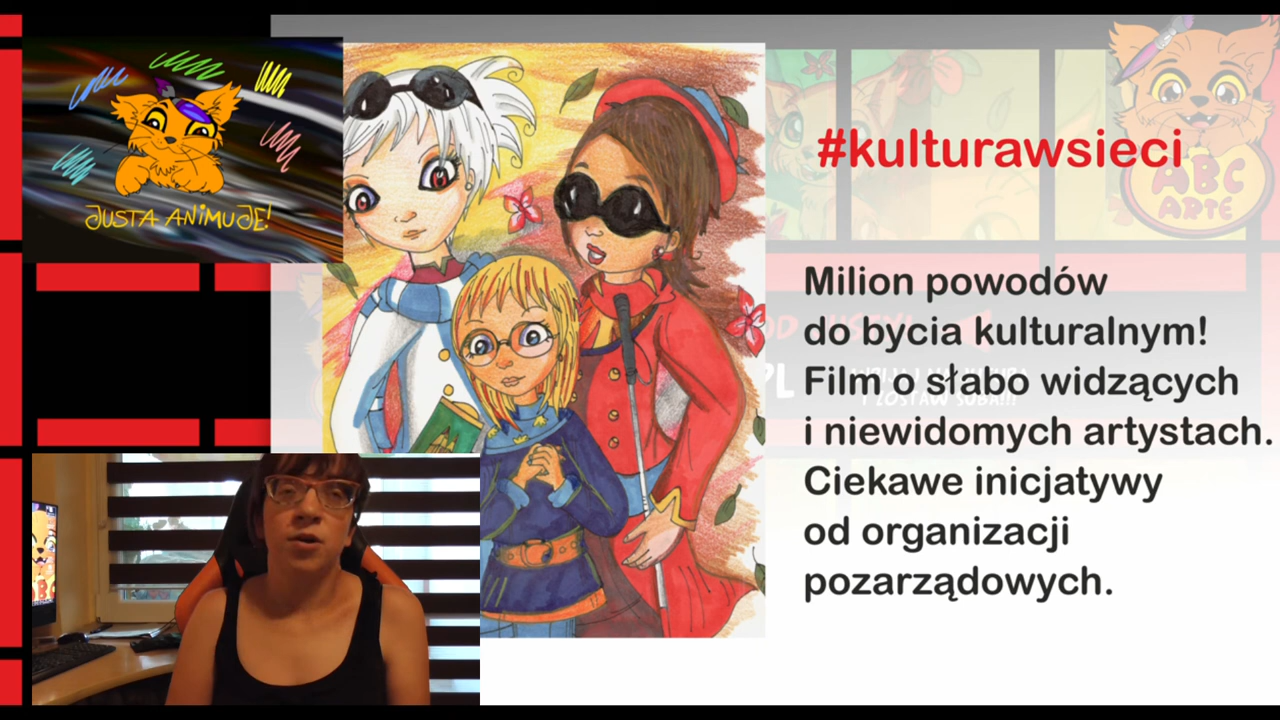 JUSTA ANIMUJE!
#kulturawsieci
ABC
ARTE
Milion powodów
do bycia kulturalnym!
Film o słabo widzących
i niewidomych artystach.
Ciekawe inicjatywy
od organizacji
pozarządowych.